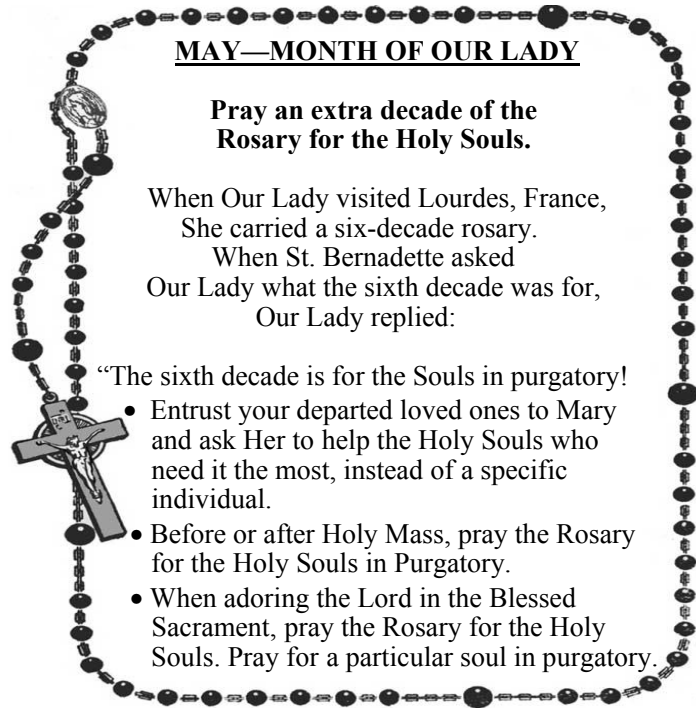 MAY—MONTH OF OUR LADY
Pray an extra decade of the
Rosary for the Holy Souls.
When Our Lady visited Lourdes, France,
She carried a six-decade rosary.
When St. Bernadette asked
Our Lady what the sixth decade was for,
Our Lady replied:
“The sixth decade is for the Souls in purgatory!
• Entrust your departed loved ones to Mary
and ask Her to help the Holy Souls who
need it the most, instead of a specific
individual.
• Before or after Holy Mass, pray the Rosary
for the Holy Souls in Purgatory.
• When adoring the Lord in the Blessed
Sacrament, pray the Rosary for the Holy
Souls. Pray for a particular soul in purgatory.